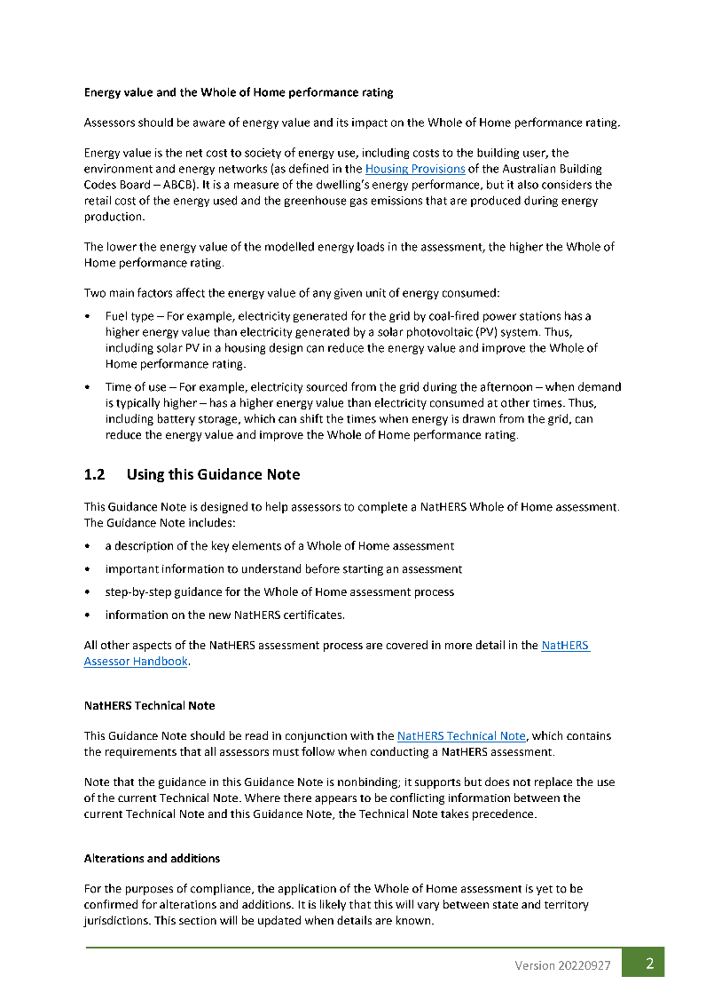 Energy value and the Whole of Home performance rating
Assessors should be aware of energy value and its impact on the Whole of Home performance rating.
Energy value is the net cost to society of energy use, including costs to the building user, the
environment and energy networks (as defined in the Housing Provisions of the Australian Building
Codes Board – ABCB). It is a measure of the dwelling’s energy performance, but it also considers the
retail cost of the energy used and the greenhouse gas emissions that are produced during energy
production.
The lower the energy value of the modelled energy loads in the assessment, the higher the Whole of
Home performance rating.
Two main factors affect the energy value of any given unit of energy consumed:
• Fuel type – For example, electricity generated for the grid by coal-fired power stations has a
higher energy value than electricity generated by a solar photovoltaic (PV) system. Thus,
including solar PV in a housing design can reduce the energy value and improve the Whole of
Home performance rating.
• Time of use – For example, electricity sourced from the grid during the afternoon – when demand
is typically higher – has a higher energy value than electricity consumed at other times. Thus,
including battery storage, which can shift the times when energy is drawn from the grid, can
reduce the energy value and improve the Whole of Home performance rating.
1.2 Using this Guidance Note
This Guidance Note is designed to help assessors to complete a NatHERS Whole of Home assessment.
The Guidance Note includes:
• a description of the key elements of a Whole of Home assessment
• important information to understand before starting an assessment
• step-by-step guidance for the Whole of Home assessment process
• information on the new NatHERS certificates.
All other aspects of the NatHERS assessment process are covered in more detail in the NatHERS
Assessor Handbook.
NatHERS Technical Note
This Guidance Note should be read in conjunction with the NatHERS Technical Note, which contains
the requirements that all assessors must follow when conducting a NatHERS assessment.
Note that the guidance in this Guidance Note is nonbinding; it supports but does not replace the use
of the current Technical Note. Where there appears to be conflicting information between the
current Technical Note and this Guidance Note, the Technical Note takes precedence.
Alterations and additions
For the purposes of compliance, the application of the Whole of Home assessment is yet to be
confirmed for alterations and additions. It is likely that this will vary between state and territory
jurisdictions. This section will be updated when details are known.
Version 20220927 2